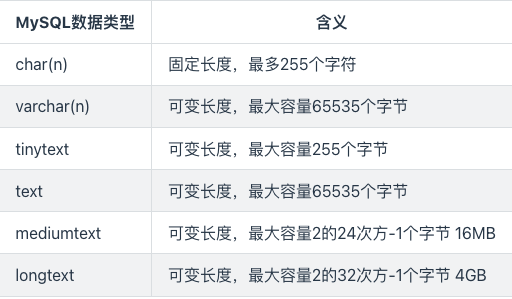 MySQL数据类型 含义
char(n) 固定长度，最多255个字符
varchar(n) 可变长度，最大容量65535个字节
tinytext 可变长度，最大容量255个字节
text 可变长度，最大容量65535个字节
mediumtext 可变长度，最大容量2的24次方-1个字节 16MB
longtext 可变长度，最大容量2的32次方-1个字节 4GB